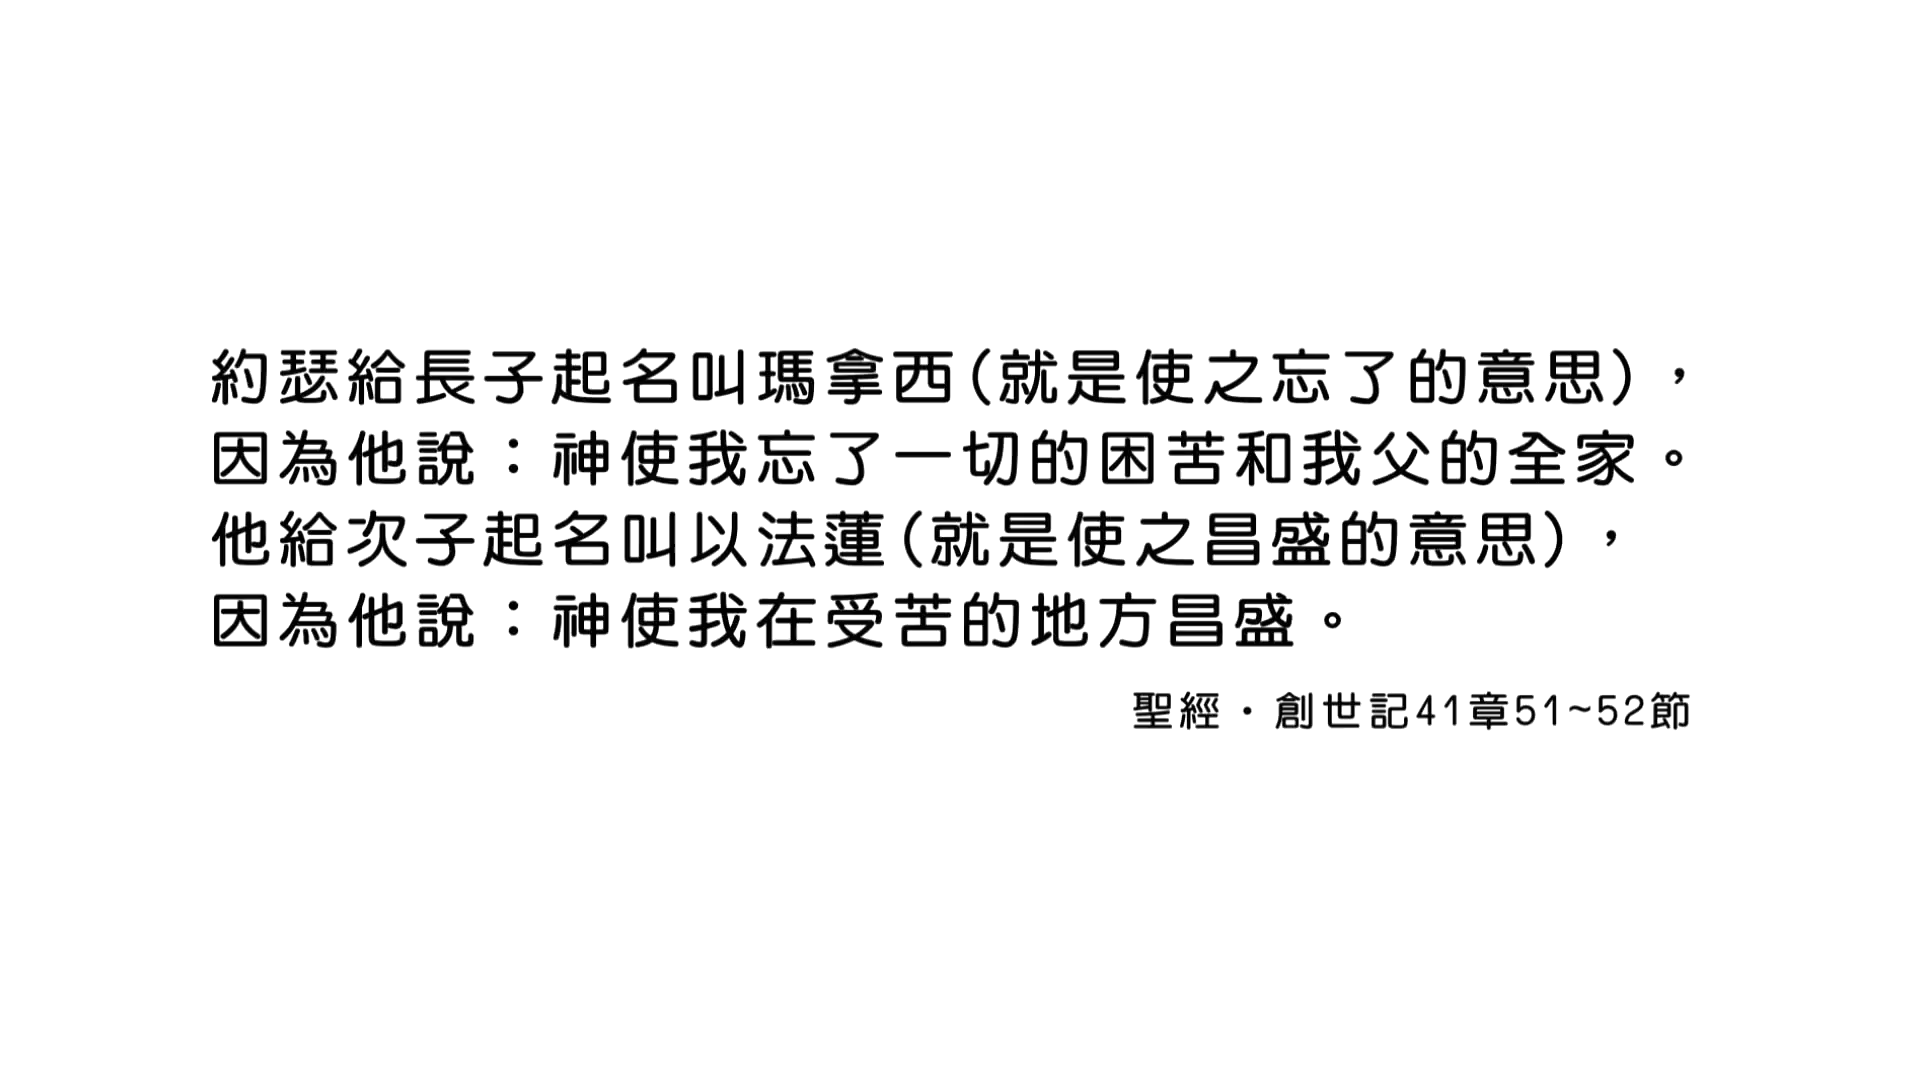 約瑟給長子起名叫瑪拿西(就是使之忘了的意思)，
因為他說：神使我忘了一切的困苦和我父的全家。
他給次子起名叫以法蓮(就是使之昌盛的意思)，
因為他說：神使我在受苦的地方昌盛。
聖經．創世記41章51~52節